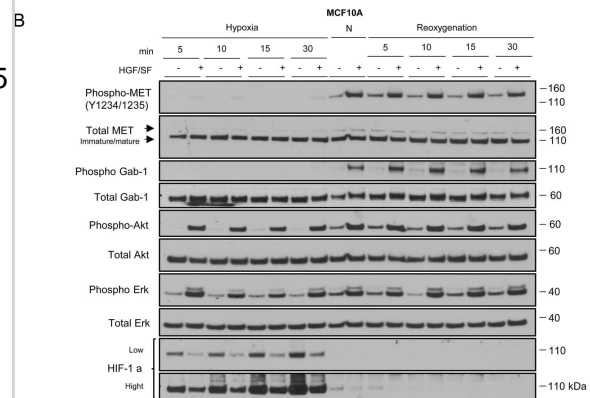 B
MCF10A
Hypoxia N Reoxygenation
min 5 10 15 30 5 10 15 30
HGF/SF - + - + - + - + - + - + - + - + - +
Phospho-MET
(Y1234/1235)
160
110
Total MET
Immature/mature
160
110
Phospho Gab-1
110
Total Gab-1
60
Phospho-Akt
60
Total Akt
60
Phospho Erk
40
Total Erk
40
HIF-1 a
Low
110
Hight
110 kDa
5